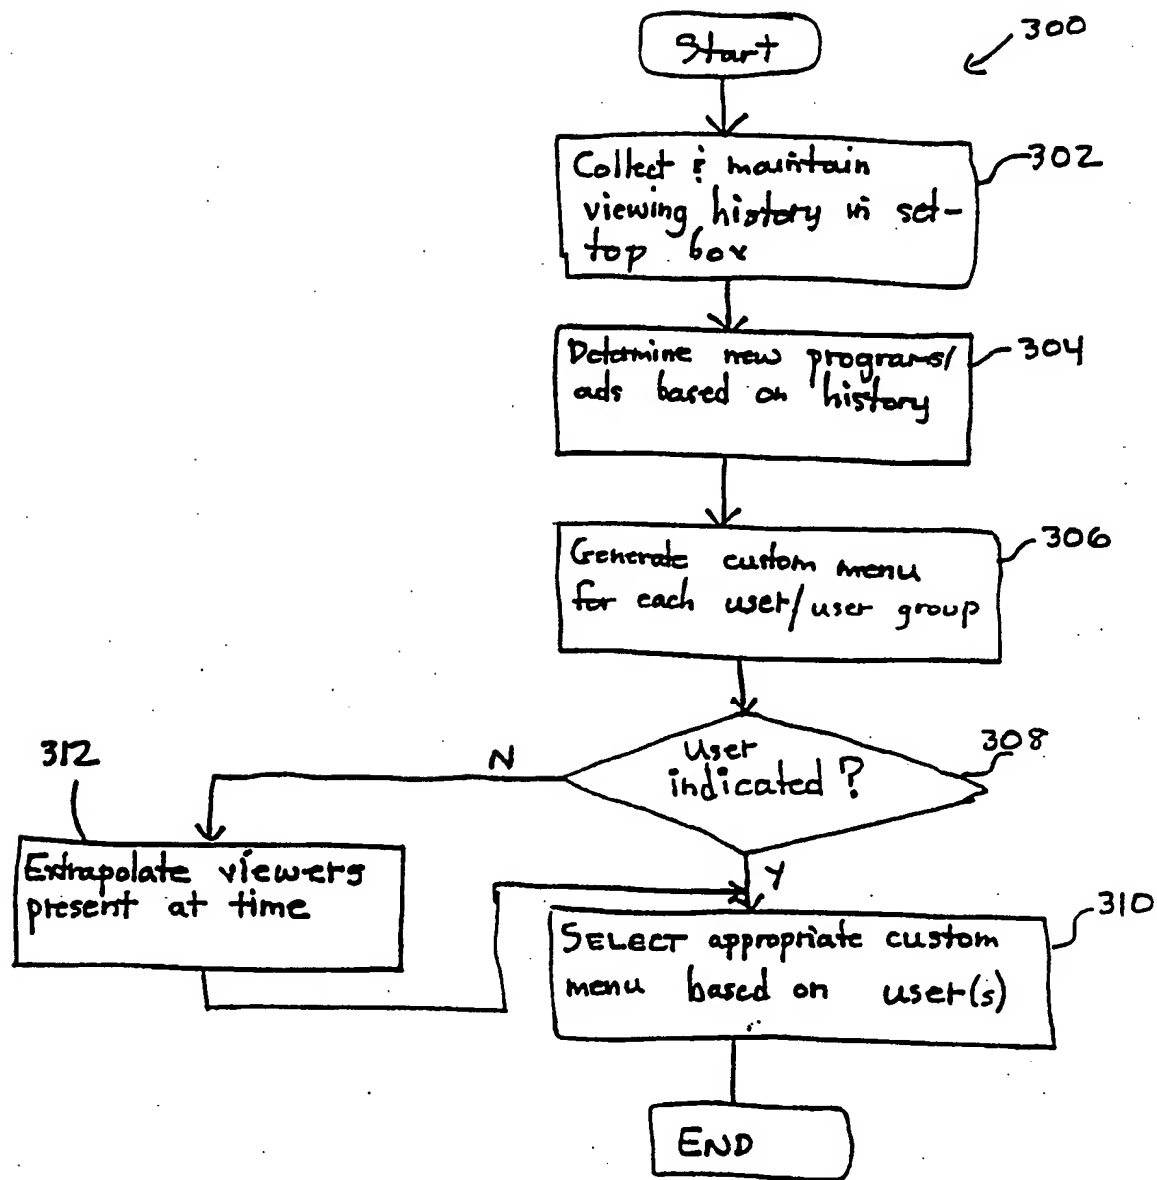 Start
300
Collect & maintain
viewing history in set-
top box
302
Determine new programs/
ads based on history
304
Generate custom menu
for each user/user group
306
User
indicated?
308
N
312
Extrapolate viewers
present at time
Y
SELECT appropriate custom
menu based on user(s)
310
END